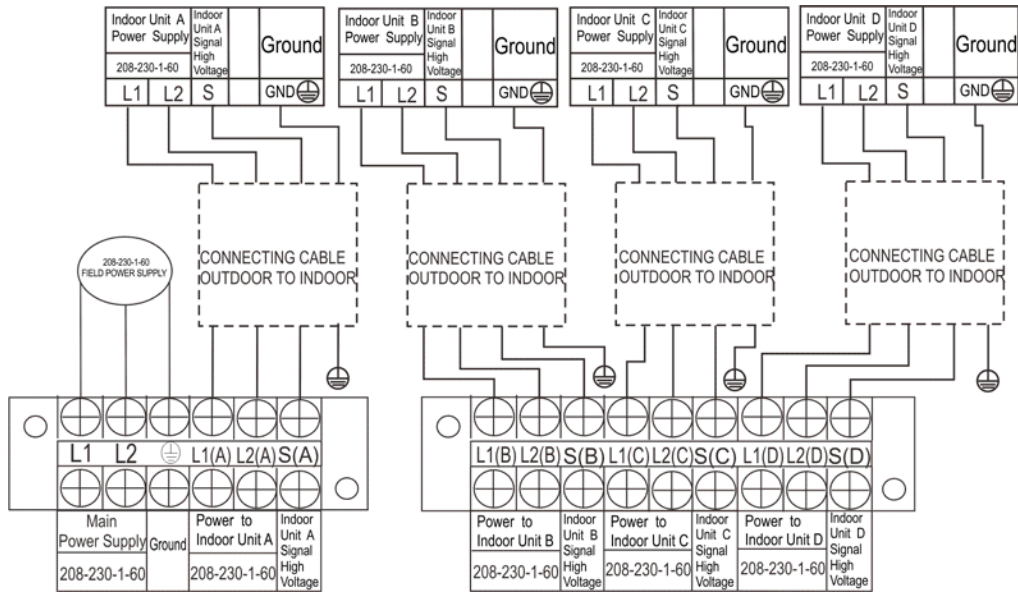 Indoor Unit A
Power Supply
208-230-1-60
Indoor
Unit A
Signal
High
Voltage
Ground
L1 L2 S GND
Indoor Unit B
Power Supply
208-230-1-60
Indoor
Unit B
Signal
High
Voltage
Ground
L1 L2 S GND
Indoor Unit C
Power Supply
208-230-1-60
Indoor
Unit C
Signal
High
Voltage
Ground
L1 L2 S GND
Indoor Unit D
Power Supply
208-230-1-60
Indoor
Unit D
Signal
High
Voltage
Ground
L1 L2 S GND
208-230-1-60
FIELD POWER SUPPLY
CONNECTING CABLE
OUTDOOR TO INDOOR
CONNECTING CABLE
OUTDOOR TO INDOOR
CONNECTING CABLE
OUTDOOR TO INDOOR
CONNECTING CABLE
OUTDOOR TO INDOOR
L1 L2 L1(A) L2(A) S(A)
Main
Power Supply
208-230-1-60
Ground
Power to
Indoor Unit A
208-230-1-60
Indoor
Unit A
Signal
High
Voltage
L1(B) L2(B) S(B) L1(C) L2(C) S(C) L1(D) L2(D) S(D)
Power to
Indoor Unit B
208-230-1-60
Indoor
Unit B
Signal
High
Voltage
Power to
Indoor Unit C
208-230-1-60
Indoor
Unit C
Signal
High
Voltage
Power to
Indoor Unit D
208-230-1-60
Indoor
Unit D
Signal
High
Voltage